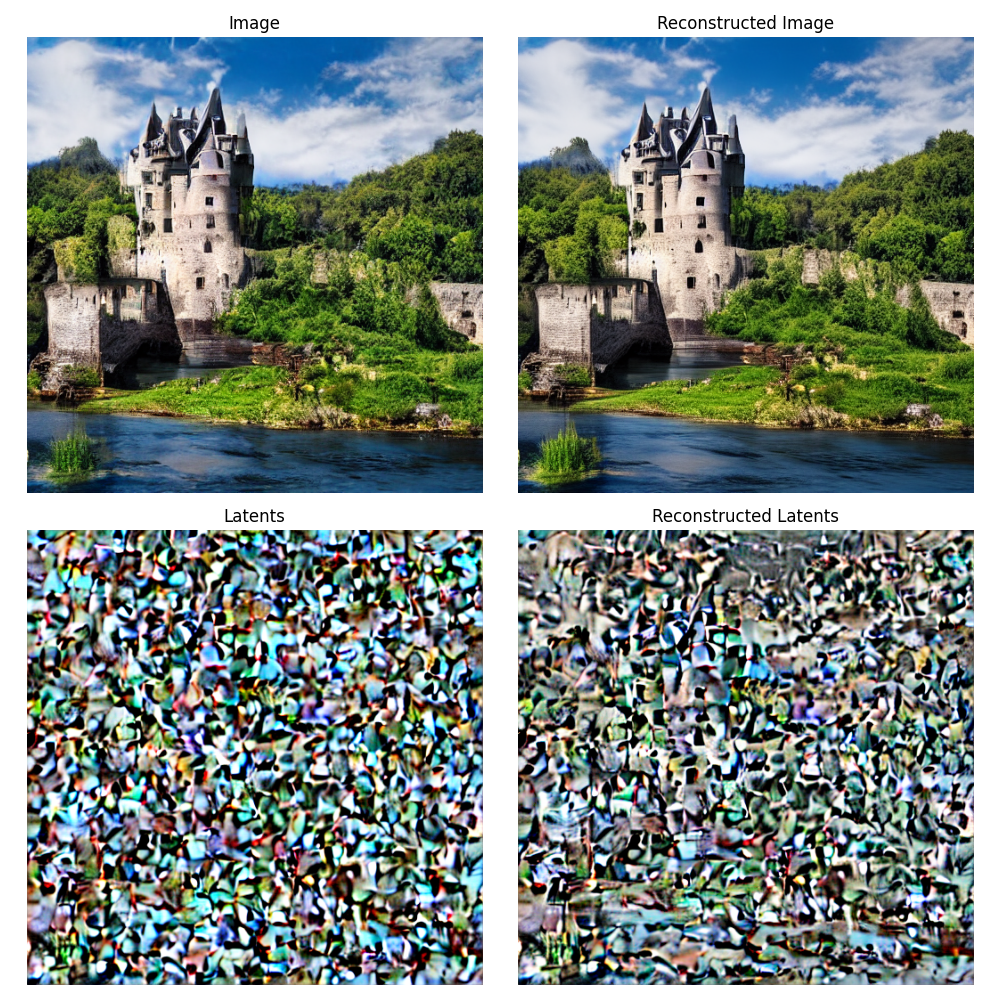 Image
Reconstructed Image
Latents
Reconstructed Latents